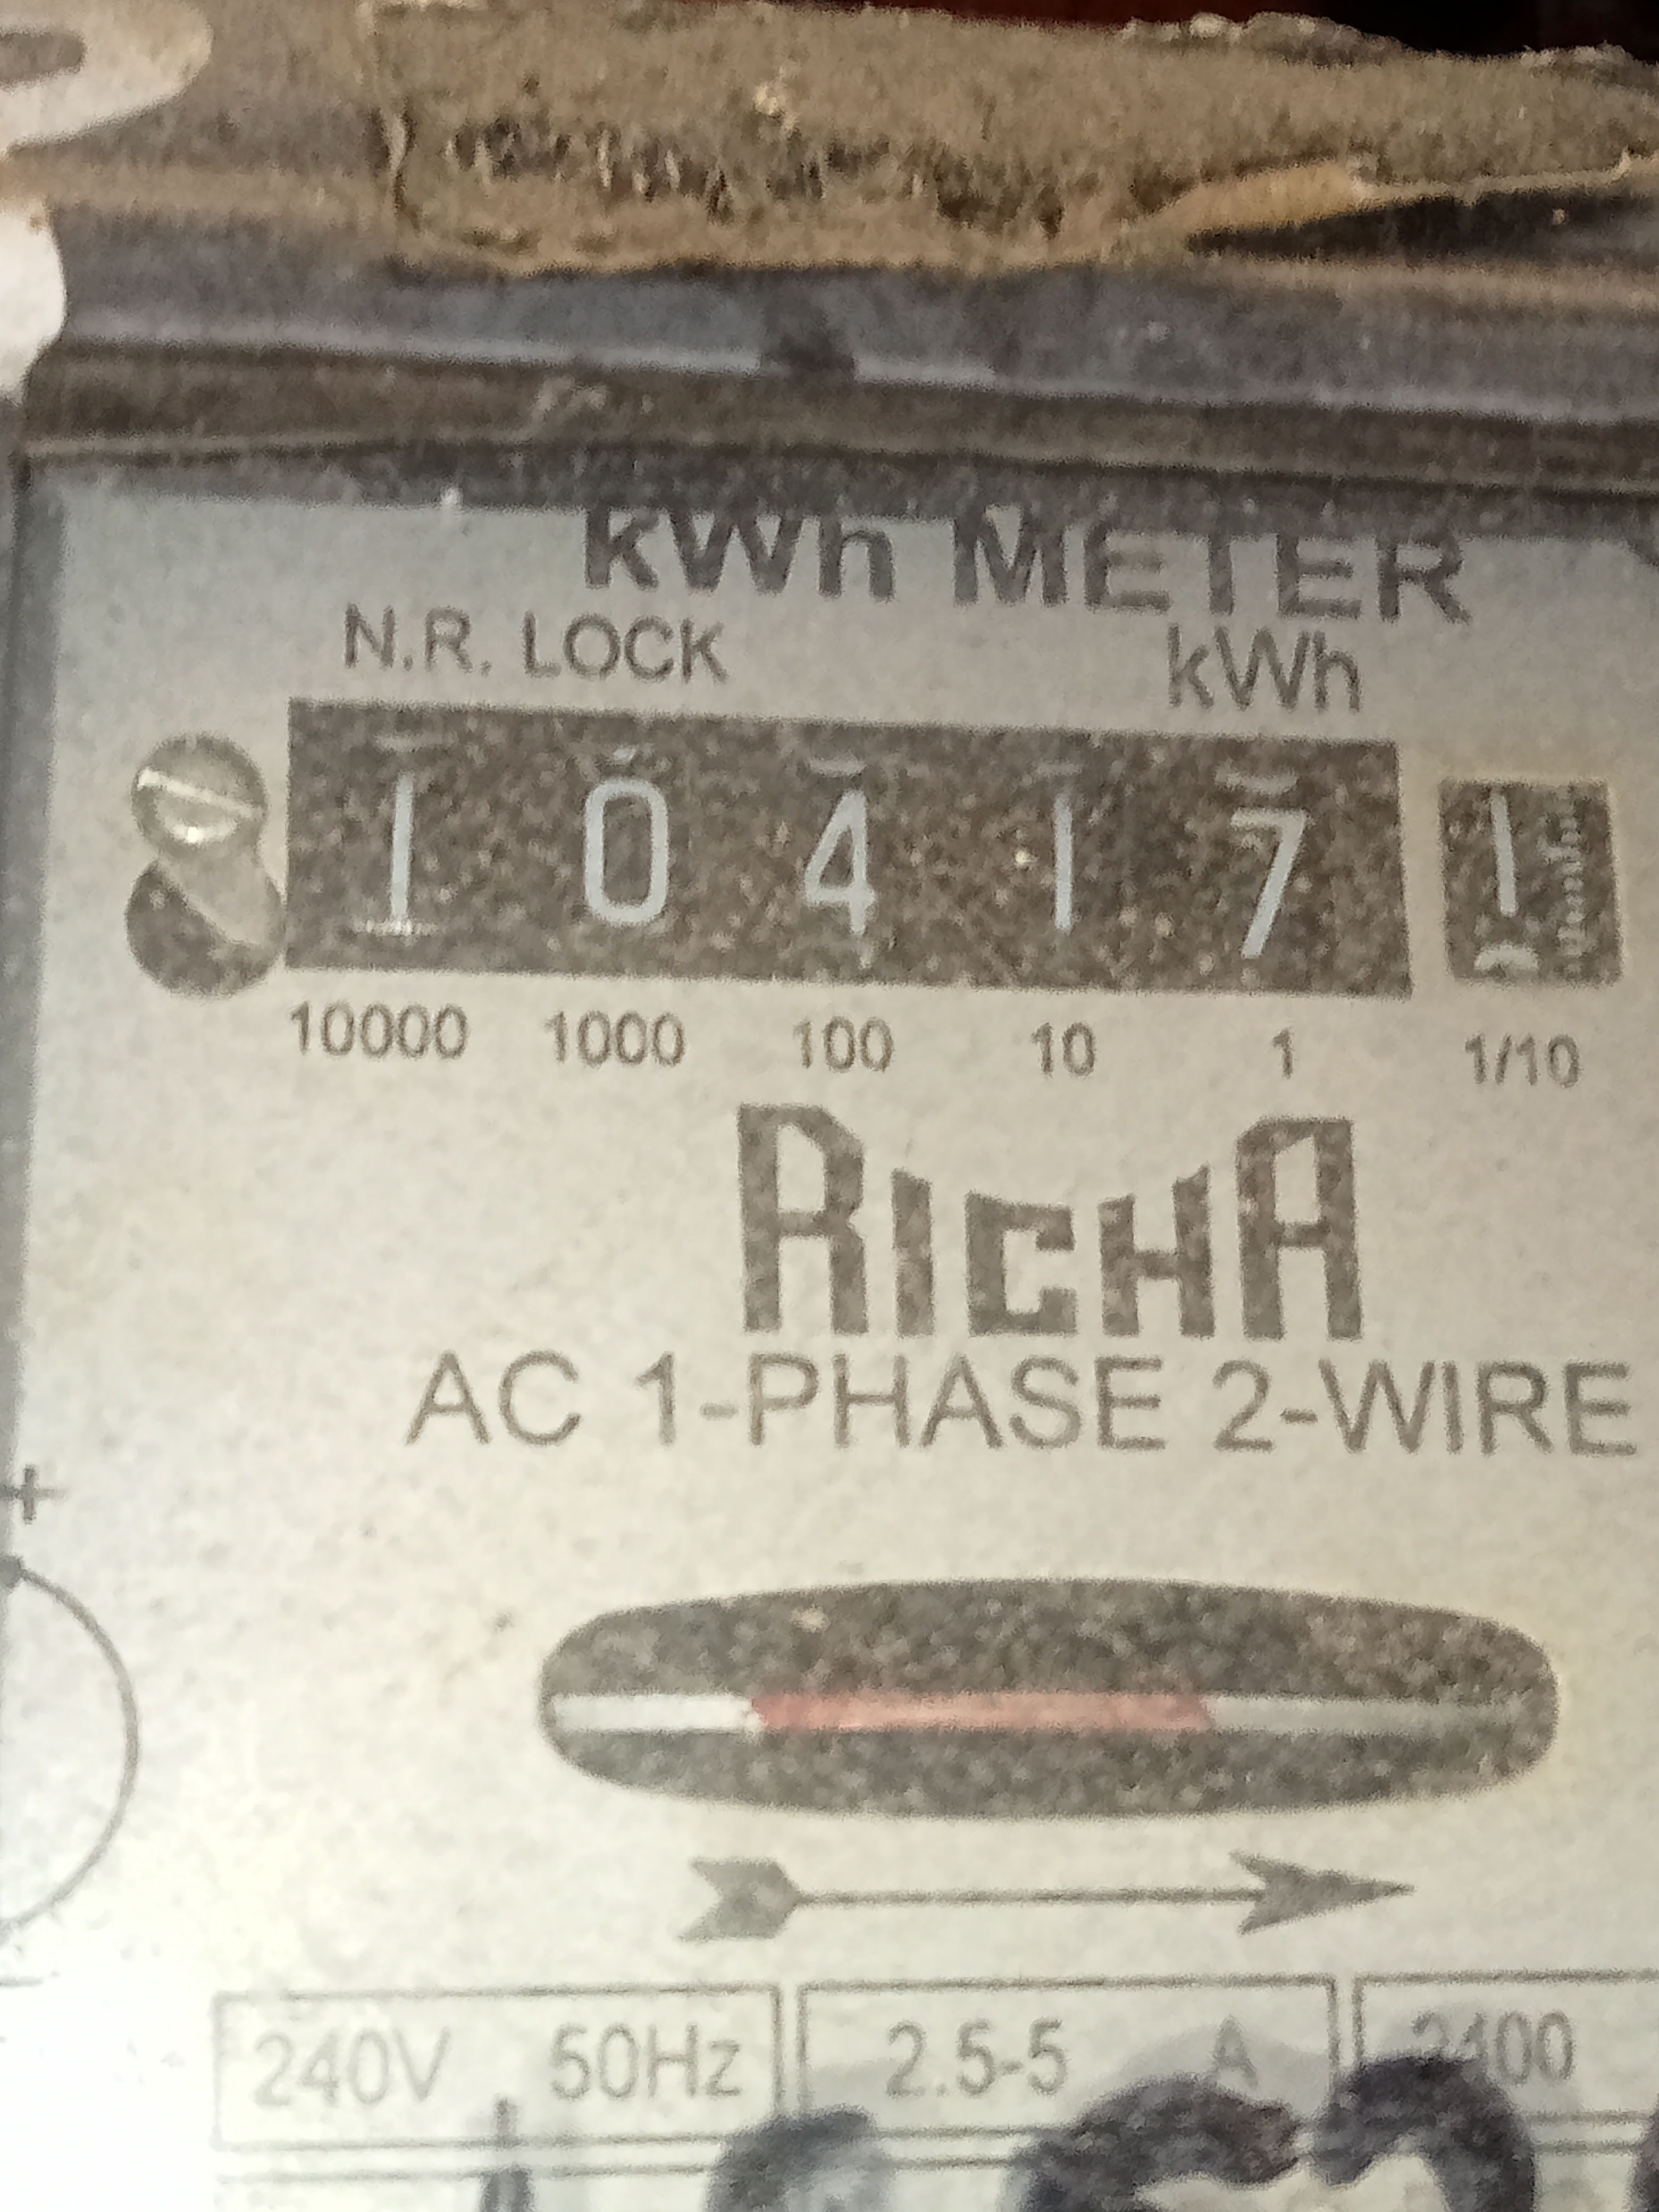 kWh METER
N.R. LOCK kWh
1 0 4 1 7 1
10000 1000 100 10 1 1/10
RICHA
AC 1-PHASE 2-WIRE
+
240V 50Hz 2.5-5 A